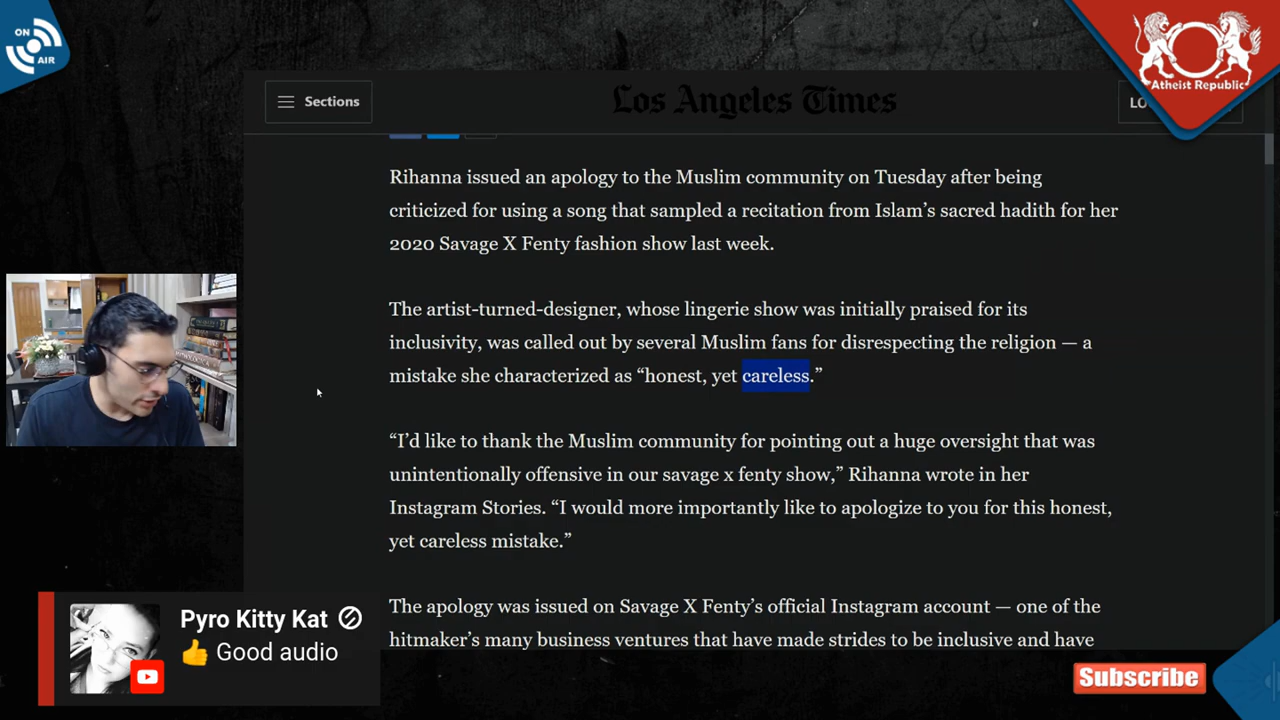 ON
AIR
Atheist Republic
Sections
Los Angeles Times
LO
Rihanna issued an apology to the Muslim community on Tuesday after being
criticized for using a song that sampled a recitation from Islam’s sacred hadith for her
2020 Savage X Fenty fashion show last week.
The artist-turned-designer, whose lingerie show was initially praised for its
inclusivity, was called out by several Muslim fans for disrespecting the religion — a
mistake she characterized as “honest, yet careless.”
“I’d like to thank the Muslim community for pointing out a huge oversight that was
unintentionally offensive in our savage x fenty show,” Rihanna wrote in her
Instagram Stories. “I would more importantly like to apologize to you for this honest,
yet careless mistake.”
The apology was issued on Savage X Fenty’s official Instagram account — one of the
hitmaker’s many business ventures that have made strides to be inclusive and have
Pyro Kitty Kat
👍 Good audio
Subscribe